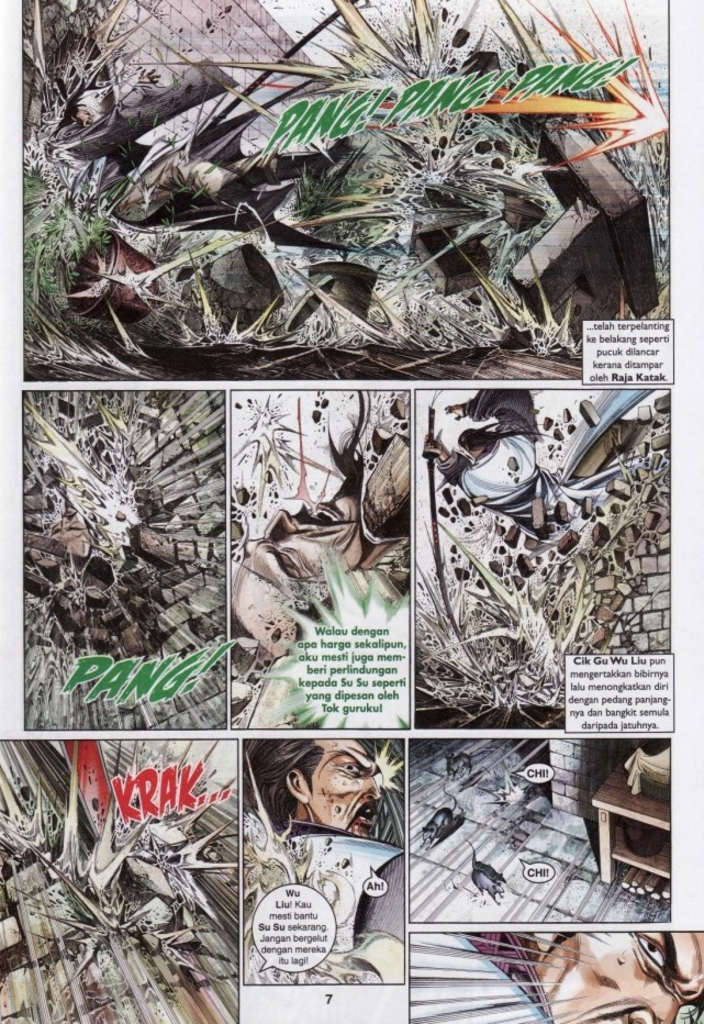 PANG! PANG! PANG!
...telah terpelanting
ke belakang seperti
pucuk dilancar
kerana ditampar
oleh Raja Katak.
PANG!
Walau dengan
apa harga sekalipun,
aku mesti juga mem-
beri perlindungan
kepada Su Su seperti
yang dipesan oleh
Tok guruku!
Cik Gu Wu Liu pun
mengertakkan bibirnya
lalu menongkatkan diri
dengan pedang panjang-
nya dan bangkit semula
daripada jatuhnya.
KRAK...
Ah!
Wu
Liu! Kau
mesti bantu
Su Su sekarang.
Jangan bergelut
dengan mereka
itu lagi!
CHI!
CHI!
7